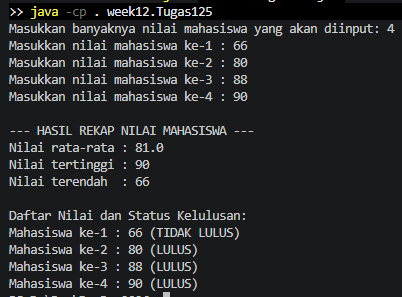 >> java -cp . week12.Tugas125
Masukkan banyaknya nilai mahasiswa yang akan diinput: 4
Masukkan nilai mahasiswa ke-1 : 66
Masukkan nilai mahasiswa ke-2 : 80
Masukkan nilai mahasiswa ke-3 : 88
Masukkan nilai mahasiswa ke-4 : 90
--- HASIL REKAP NILAI MAHASISWA ---
Nilai rata-rata : 81.0
Nilai tertinggi : 90
Nilai terendah  : 66
Daftar Nilai dan Status Kelulusan:
Mahasiswa ke-1 : 66 (TIDAK LULUS)
Mahasiswa ke-2 : 80 (LULUS)
Mahasiswa ke-3 : 88 (LULUS)
Mahasiswa ke-4 : 90 (LULUS)